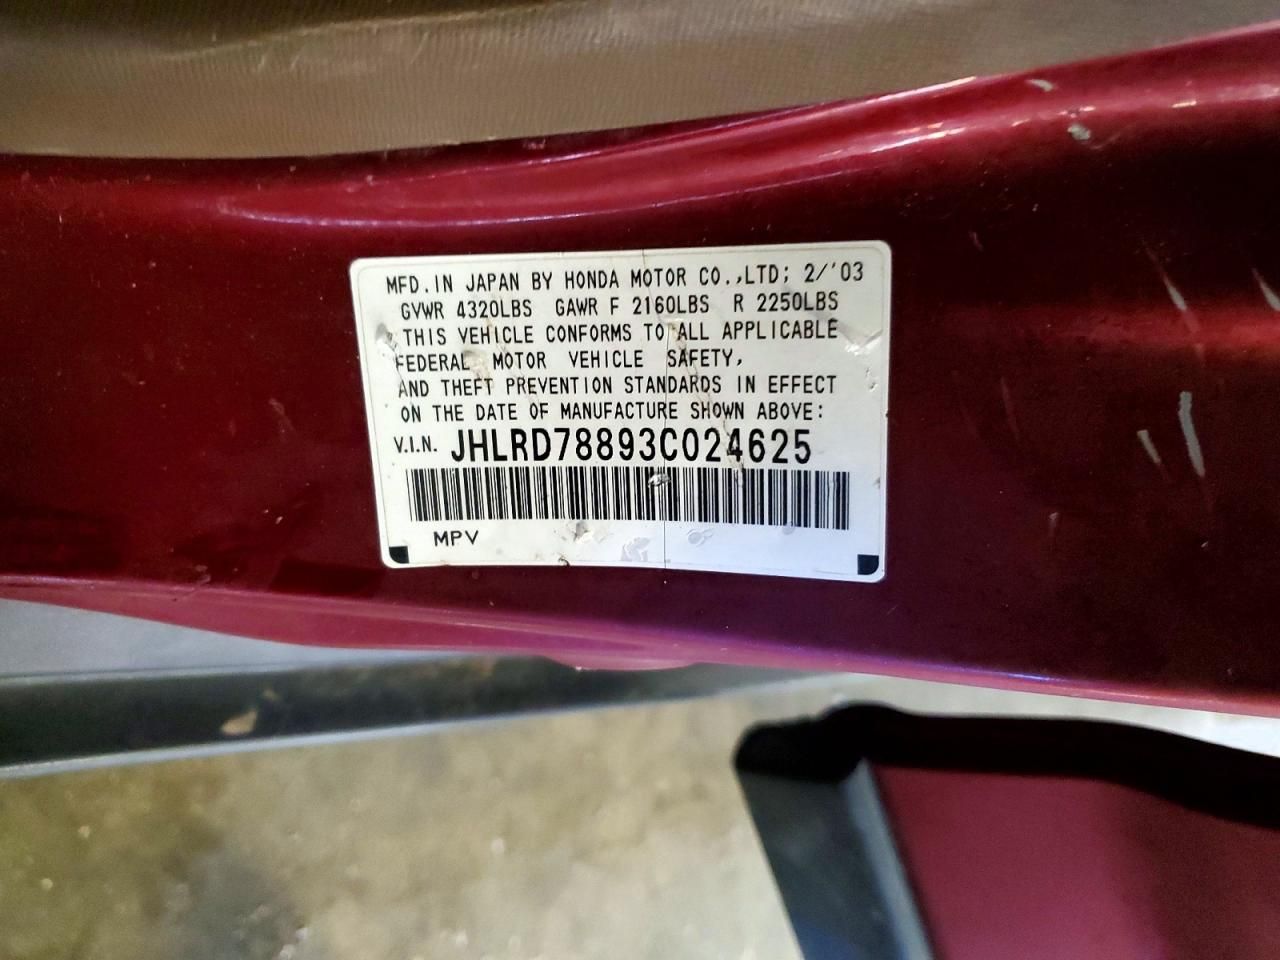 MFD. IN JAPAN BY HONDA MOTOR CO.,LTD; 2/'03
GVWR 4320LBS GAWR F 2160LBS R 2250LBS
THIS VEHICLE CONFORMS TO ALL APPLICABLE
FEDERAL MOTOR VEHICLE SAFETY,
AND THEFT PREVENTION STANDARDS IN EFFECT
ON THE DATE OF MANUFACTURE SHOWN ABOVE:
V.I.N. JHLRD78893C024625
MPV